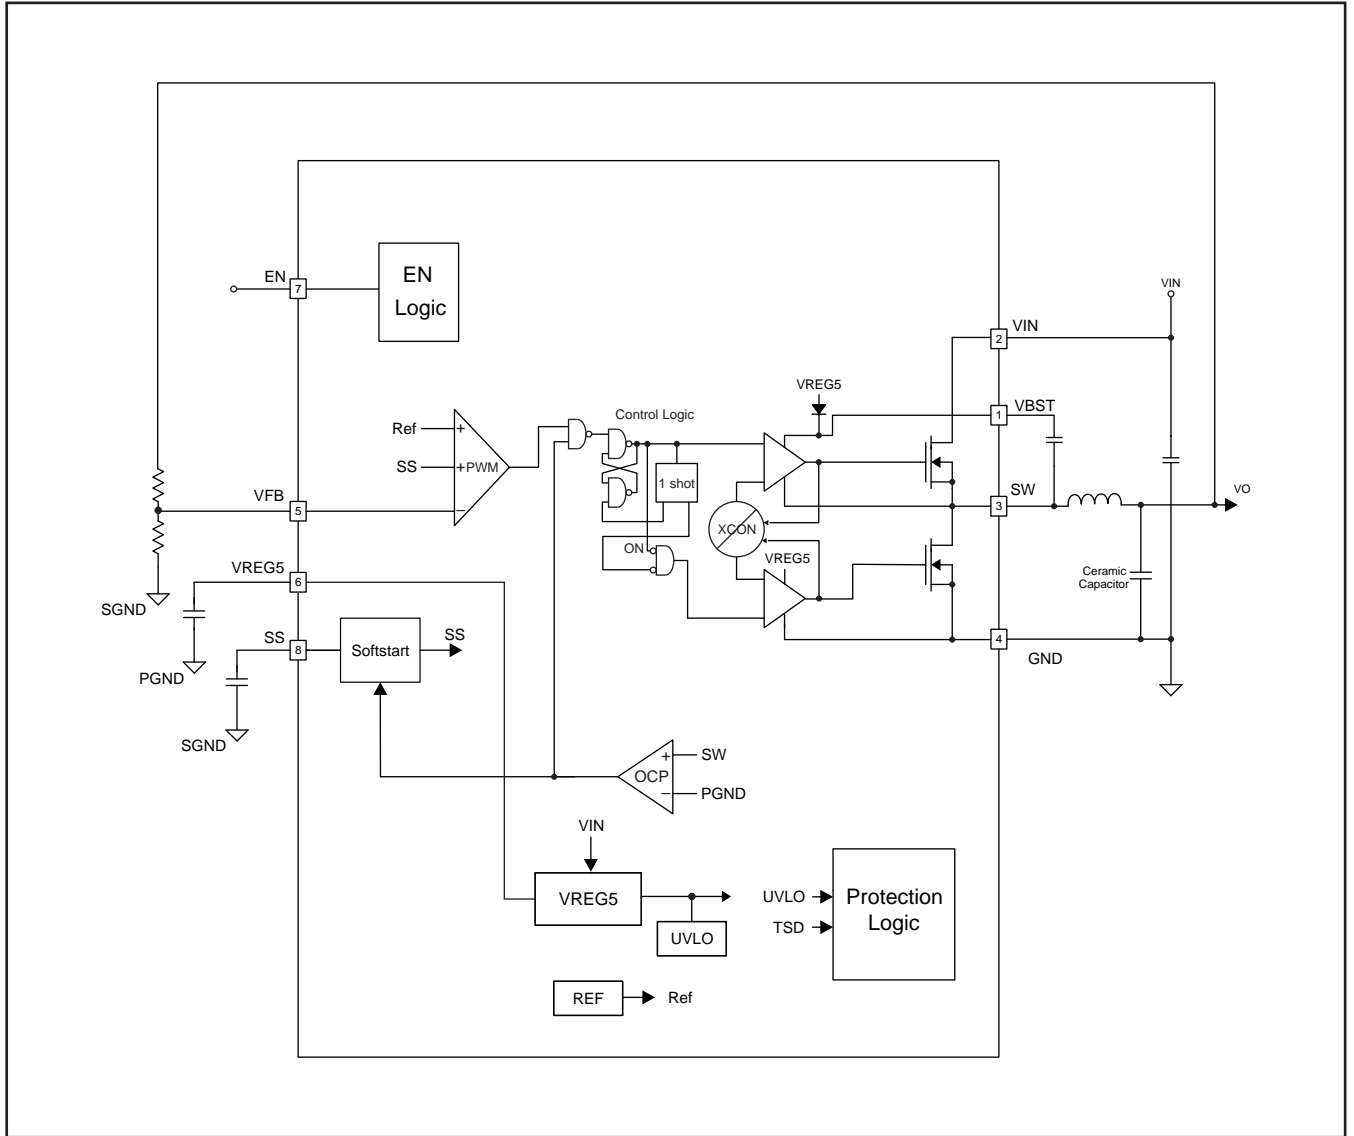 EN
7
EN
Logic
VIN
VIN
2
VREG5
1
VBST
Control Logic
Ref
+
SS
+
PWM
−
1 shot
VFB
5
SW
3
VO
XCON
ON
VREG5
VREG5
6
Ceramic
Capacitor
SGND
SS
8
Softstart
SS
4
GND
PGND
SGND
+
SW
OCP
−
PGND
VIN
VREG5
UVLO
UVLO
TSD
Protection
Logic
REF
Ref